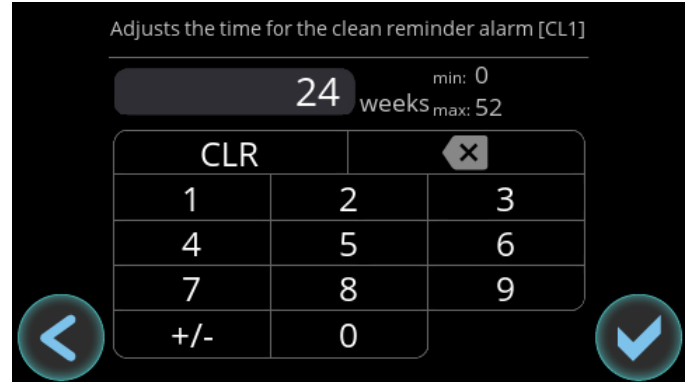 Adjusts the time for the clean reminder alarm [CL1]
24 weeks min: 0
max: 52
CLR
1 2 3
4 5 6
7 8 9
+/- 0